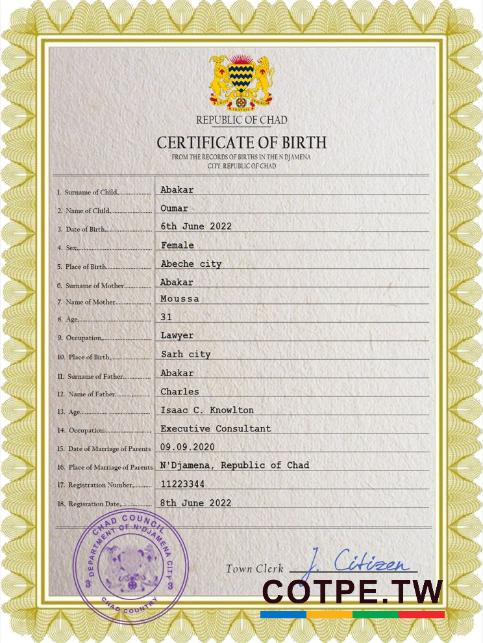 REPUBLIC OF CHAD
CERTIFICATE OF BIRTH
FROM THE RECORDS OF BIRTHS IN THE N DJAMENA
CITY, REPUBLIC OF CHAD
1. Surname of Child Abakar
2. Name of Child Oumar
3. Date of Birth 6th June 2022
4. Sex Female
5. Place of Birth Abeche city
6. Surname of Mother Abakar
7. Name of Mother Moussa
8. Age 31
9. Occupation Lawyer
10. Place of Birth Sarh city
11. Surname of Father Abakar
12. Name of Father Charles
13. Age Isaac C. Knowlton
14. Occupation Executive Consultant
15. Date of Marriage of Parents 09.09.2020
16. Place of Marriage of Parents N'Djamena, Republic of Chad
17. Registration Number 11223344
18. Registration Date 8th June 2022
CHAD COUNCIL
DEPARTMENT OF N'DJAMENA CITY
CHAD COUNTRY
Town Clerk J. Citizen
COTPE.TW